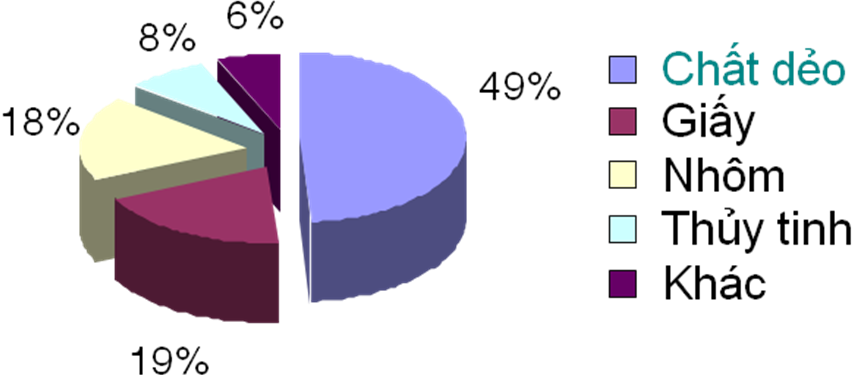 6%
8%
49%
18%
19%
Chất dẻo
Giấy
Nhôm
Thủy tinh
Khác